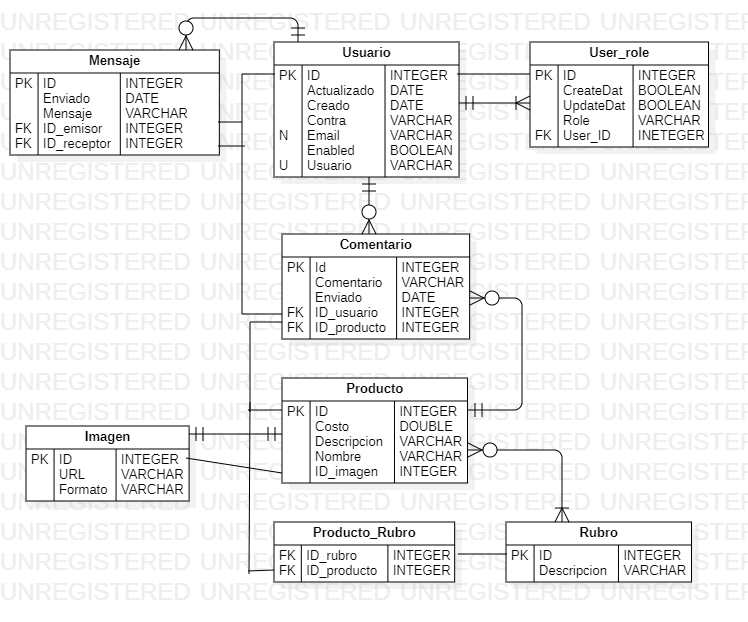 Mensaje
PK ID INTEGER
Enviado DATE
Mensaje VARCHAR
FK ID_emisor INTEGER
FK ID_receptor INTEGER
Usuario
PK ID INTEGER
Actualizado DATE
Creado DATE
Contra VARCHAR
N Email VARCHAR
Enabled BOOLEAN
U Usuario VARCHAR
User_role
PK ID INTEGER
CreateDat BOOLEAN
UpdateDat BOOLEAN
Role VARCHAR
FK User_ID INETEGER
Comentario
PK Id INTEGER
Comentario VARCHAR
Enviado DATE
FK ID_usuario INTEGER
FK ID_producto INTEGER
Producto
PK ID INTEGER
Costo DOUBLE
Descripcion VARCHAR
Nombre VARCHAR
ID_imagen INTEGER
Imagen
PK ID INTEGER
URL VARCHAR
Formato VARCHAR
Producto_Rubro
FK ID_rubro INTEGER
FK ID_producto INTEGER
Rubro
PK ID INTEGER
Descripcion VARCHAR
UNREGISTERED